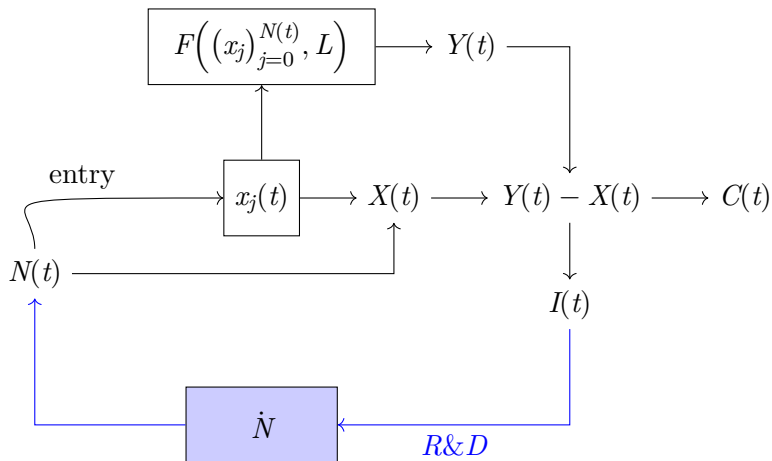 F((x_j)_{j=0}^{N(t)}, L)
Y(t)
entry
x_j(t)
X(t)
Y(t) − X(t)
C(t)
N(t)
I(t)
Ṅ
R&D